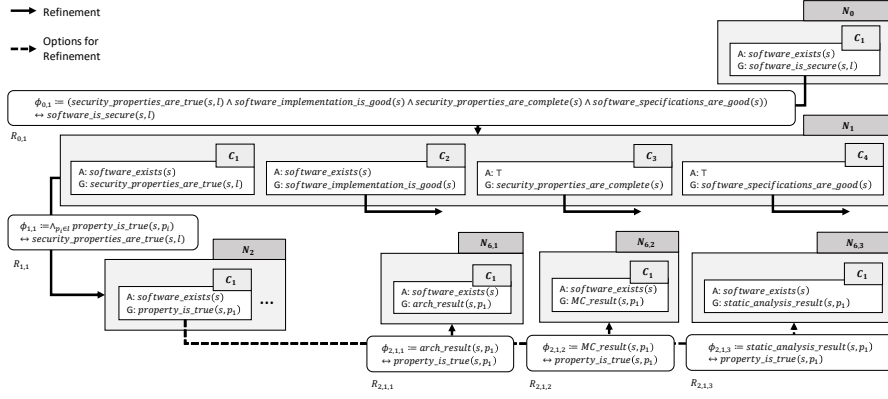 Refinement
Options for
Refinement
N₀
C₁
A: software_exists(s)
G: software_is_secure(s, l)
ϕ₀,₁ ≔ (security_properties_are_true(s, l) ∧ software_implementation_is_good(s) ∧ security_properties_are_complete(s) ∧ software_specifications_are_good(s))
↔ software_is_secure(s, l)
R₀,₁
N₁
C₁
A: software_exists(s)
G: security_properties_are_true(s, l)
C₂
A: software_exists(s)
G: software_implementation_is_good(s)
C₃
A: ⊤
G: security_properties_are_complete(s)
C₄
A: ⊤
G: software_specifications_are_good(s)
ϕ₁,₁ ≔∧ₚᵢ∈ₗ property_is_true(s, pᵢ)
↔ security_properties_are_true(s, l)
R₁,₁
N₂
C₁
A: software_exists(s)
G: property_is_true(s, p₁)
...
N₆,₁
C₁
A: software_exists(s)
G: arch_result(s, p₁)
N₆,₂
C₁
A: software_exists(s)
G: MC_result(s, p₁)
N₆,₃
C₁
A: software_exists(s)
G: static_analysis_result(s, p₁)
ϕ₂,₁,₁ ≔ arch_result(s, p₁)
↔ property_is_true(s, p₁)
R₂,₁,₁
ϕ₂,₁,₂ ≔ MC_result(s, p₁)
↔ property_is_true(s, p₁)
R₂,₁,₂
ϕ₂,₁,₃ ≔ static_analysis_result(s, p₁)
↔ property_is_true(s, p₁)
R₂,₁,₃